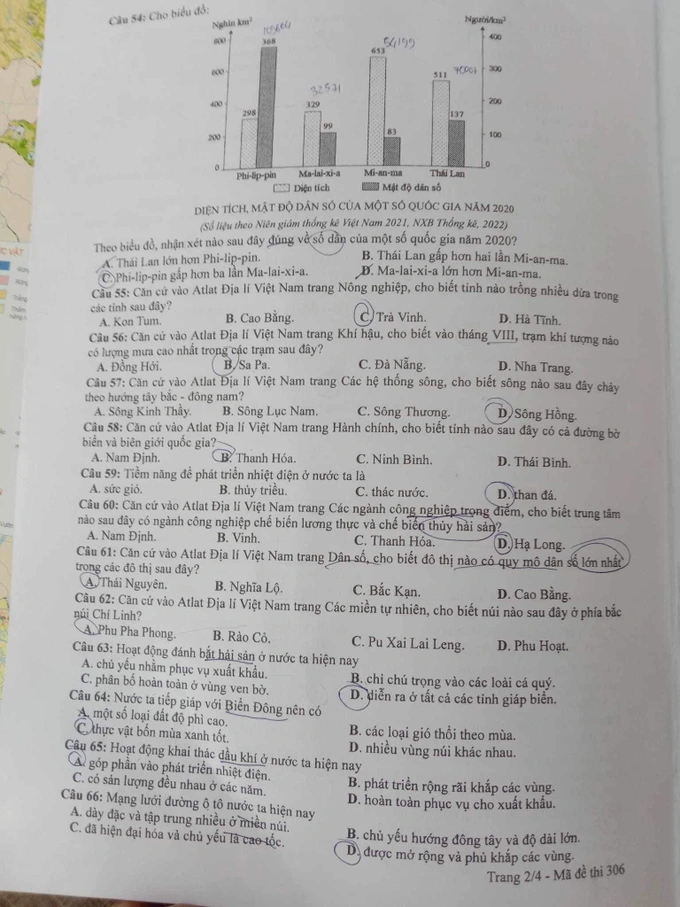 Câu 54: Cho biểu đồ:
Nghìn km²
Người/km²
800
600
400
200
0
400
300
200
100
0
298
368
329
32571
99
653
54199
83
511
137
Phi-líp-pin
Ma-lai-xi-a
Mi-an-ma
Thái Lan
Diện tích
Mật độ dân số
DIỆN TÍCH, MẬT ĐỘ DÂN SỐ CỦA MỘT SỐ QUỐC GIA NĂM 2020
(Số liệu theo Niên giám thống kê Việt Nam 2021, NXB Thống kê, 2022)
Theo biểu đồ, nhận xét nào sau đây đúng về số dân của một số quốc gia năm 2020?
A. Thái Lan lớn hơn Phi-lip-pin.
B. Thái Lan gấp hơn hai lần Mi-an-ma.
C. Phi-lip-pin gấp hơn ba lần Ma-lai-xi-a.
D. Ma-lai-xi-a lớn hơn Mi-an-ma.
Câu 55: Căn cứ vào Atlat Địa lí Việt Nam trang Nông nghiệp, cho biết tỉnh nào trồng nhiều dừa trong
các tỉnh sau đây?
A. Kon Tum.
B. Cao Bằng.
C. Trà Vinh.
D. Hà Tĩnh.
Câu 56: Căn cứ vào Atlat Địa lí Việt Nam trang Khí hậu, cho biết vào tháng VIII, trạm khí tượng nào
có lượng mưa cao nhất trong các trạm sau đây?
A. Đồng Hới.
B. Sa Pa.
C. Đà Nẵng.
D. Nha Trang.
Câu 57: Căn cứ vào Atlat Địa lí Việt Nam trang Các hệ thống sông, cho biết sông nào sau đây chảy
theo hướng tây bắc - đông nam?
A. Sông Kinh Thầy.
B. Sông Lục Nam.
C. Sông Thương.
D. Sông Hồng.
Câu 58: Căn cứ vào Atlat Địa lí Việt Nam trang Hành chính, cho biết tỉnh nào sau đây có cả đường bờ
biển và biên giới quốc gia?
A. Nam Định.
B. Thanh Hóa.
C. Ninh Bình.
D. Thái Bình.
Câu 59: Tiềm năng để phát triển nhiệt điện ở nước ta là
A. sức gió.
B. thủy triều.
C. thác nước.
D. than đá.
Câu 60: Căn cứ vào Atlat Địa lí Việt Nam trang Các ngành công nghiệp trọng điểm, cho biết trung tâm
nào sau đây có ngành công nghiệp chế biến lương thực và chế biến thủy hải sản?
A. Nam Định.
B. Vinh.
C. Thanh Hóa.
D. Hạ Long.
Câu 61: Căn cứ vào Atlat Địa lí Việt Nam trang Dân số, cho biết đô thị nào có quy mô dân số lớn nhất
trong các đô thị sau đây?
A. Thái Nguyên.
B. Nghĩa Lộ.
C. Bắc Kạn.
D. Cao Bằng.
Câu 62: Căn cứ vào Atlat Địa lí Việt Nam trang Các miền tự nhiên, cho biết núi nào sau đây ở phía bắc
núi Chí Linh?
A. Phu Pha Phong.
B. Rào Cỏ.
C. Pu Xai Lai Leng.
D. Phu Hoạt.
Câu 63: Hoạt động đánh bắt hải sản ở nước ta hiện nay
A. chủ yếu nhằm phục vụ xuất khẩu.
B. chỉ chú trọng vào các loài cá quý.
C. phân bố hoàn toàn ở vùng ven bờ.
D. diễn ra ở tất cả các tỉnh giáp biển.
Câu 64: Nước ta tiếp giáp với Biển Đông nên có
A. một số loại đất độ phì cao.
B. các loại gió thổi theo mùa.
C. thực vật bốn mùa xanh tốt.
D. nhiều vùng núi khác nhau.
Câu 65: Hoạt động khai thác dầu khí ở nước ta hiện nay
A. góp phần vào phát triển nhiệt điện.
B. phát triển rộng rãi khắp các vùng.
C. có sản lượng đều nhau ở các năm.
D. hoàn toàn phục vụ cho xuất khẩu.
Câu 66: Mạng lưới đường ô tô nước ta hiện nay
A. dày đặc và tập trung nhiều ở miền núi.
B. chủ yếu hướng đông tây và độ dài lớn.
C. đã hiện đại hóa và chủ yếu là cao tốc.
D. được mở rộng và phủ khắp các vùng.
Trang 2/4 - Mã đề thi 306